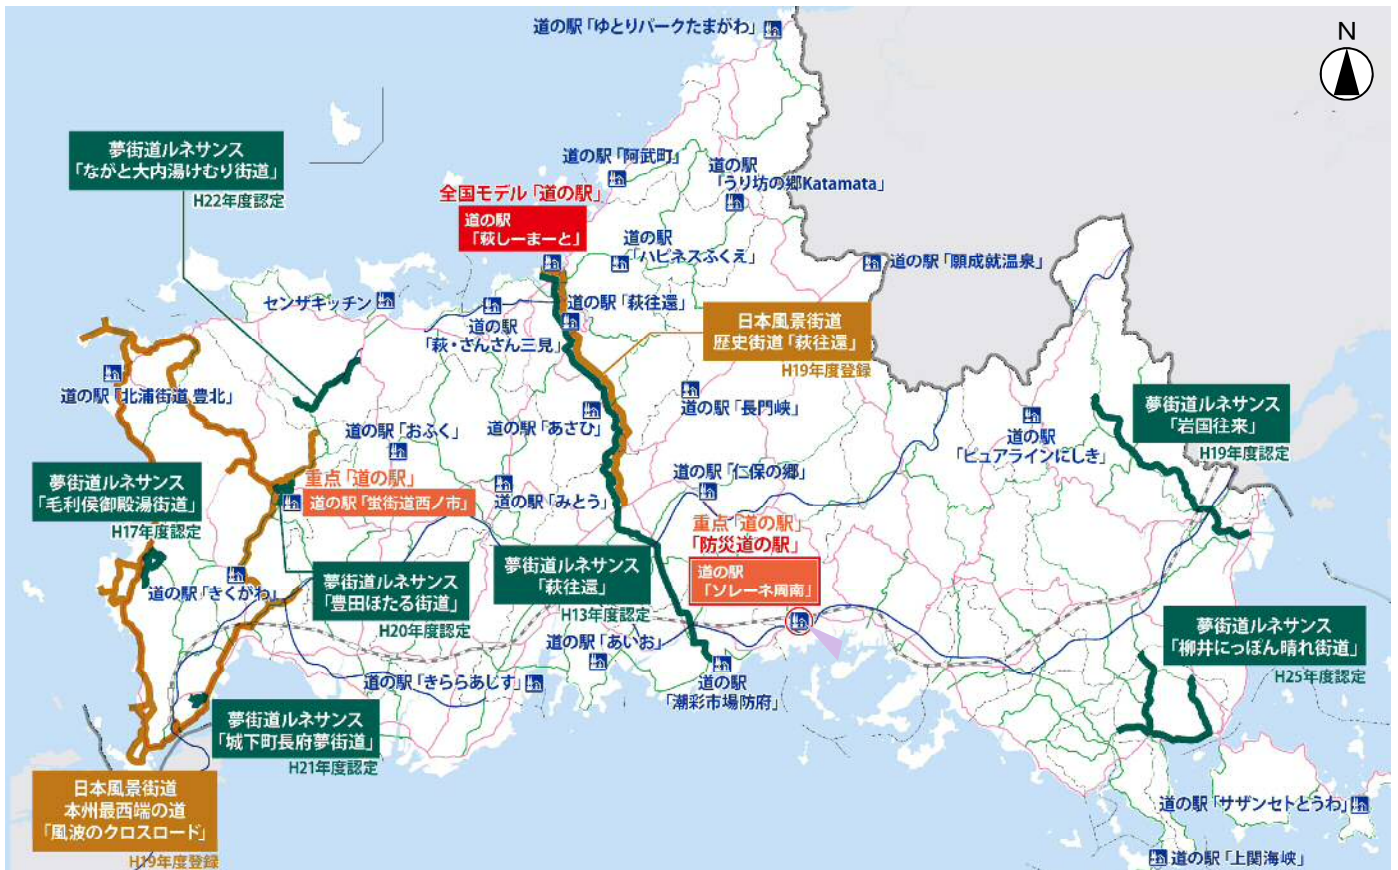 道の駅「ゆとりパークたまがわ」
N
夢街道ルネサンス
「ながと大内湯けむり街道」
H22年度認定
道の駅「阿武町」
道の駅
「うり坊の郷Katamata」
全国モデル「道の駅」
道の駅
「萩しーまーと」
道の駅
「ハピネスふくえ」
道の駅「願成就温泉」
センザキッチン
道の駅「萩往還」
道の駅
「萩・さんさん三見」
日本風景街道
歴史街道「萩往還」
H19年度登録
道の駅「北浦街道 豊北」
道の駅「長門峡」
夢街道ルネサンス
「岩国往来」
H19年度認定
道の駅「おふく」
道の駅「あさひ」
道の駅
「ピュアラインにしき」
夢街道ルネサンス
「毛利侯御殿湯街道」
H17年度認定
重点「道の駅」
道の駅「蛍街道西ノ市」
道の駅「みとう」
道の駅「仁保の郷」
重点「道の駅」
「防災道の駅」
道の駅
「ソレーネ周南」
道の駅「きくがわ」
夢街道ルネサンス
「豊田ほたる街道」
H20年度認定
夢街道ルネサンス
「萩往還」
H13年度認定
夢街道ルネサンス
「柳井にっぽん晴れ街道」
H25年度認定
道の駅「あいお」
道の駅「きららあじす」
道の駅
「潮彩市場防府」
夢街道ルネサンス
「城下町長府夢街道」
H21年度認定
日本風景街道
本州最西端の道
「風波のクロスロード」
H19年度登録
道の駅「サザンセトとうわ」
道の駅「上関海峡」